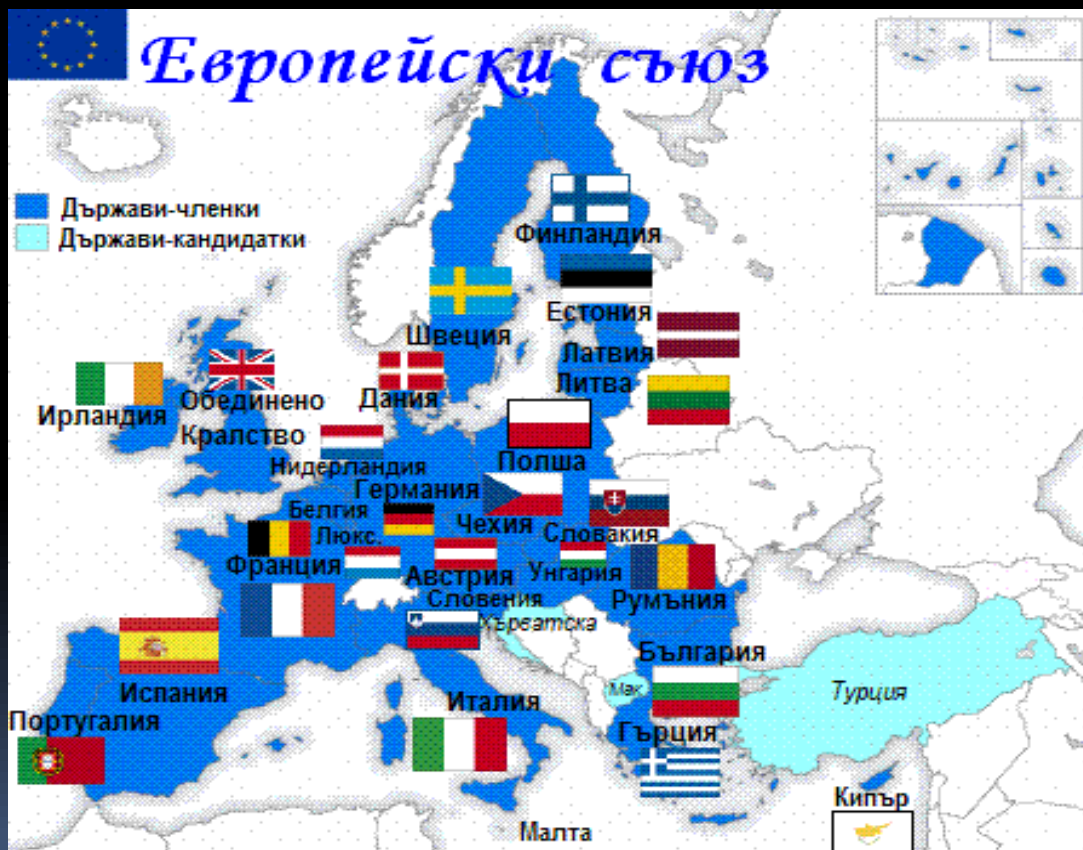 Европейски съюз
Държави-членки
Държави-кандидатки
Финландия
Естония
Швеция
Латвия
Литва
Ирландия
Обединено
Кралство
Дания
Нидерландия
Полша
Германия
Белгия
Чехия
Люкс.
Словакия
Франция
Австрия
Унгария
Словения
Румъния
Хърватска
България
Испания
Италия
Мак.
Турция
Португалия
Гърция
Кипър
Малта